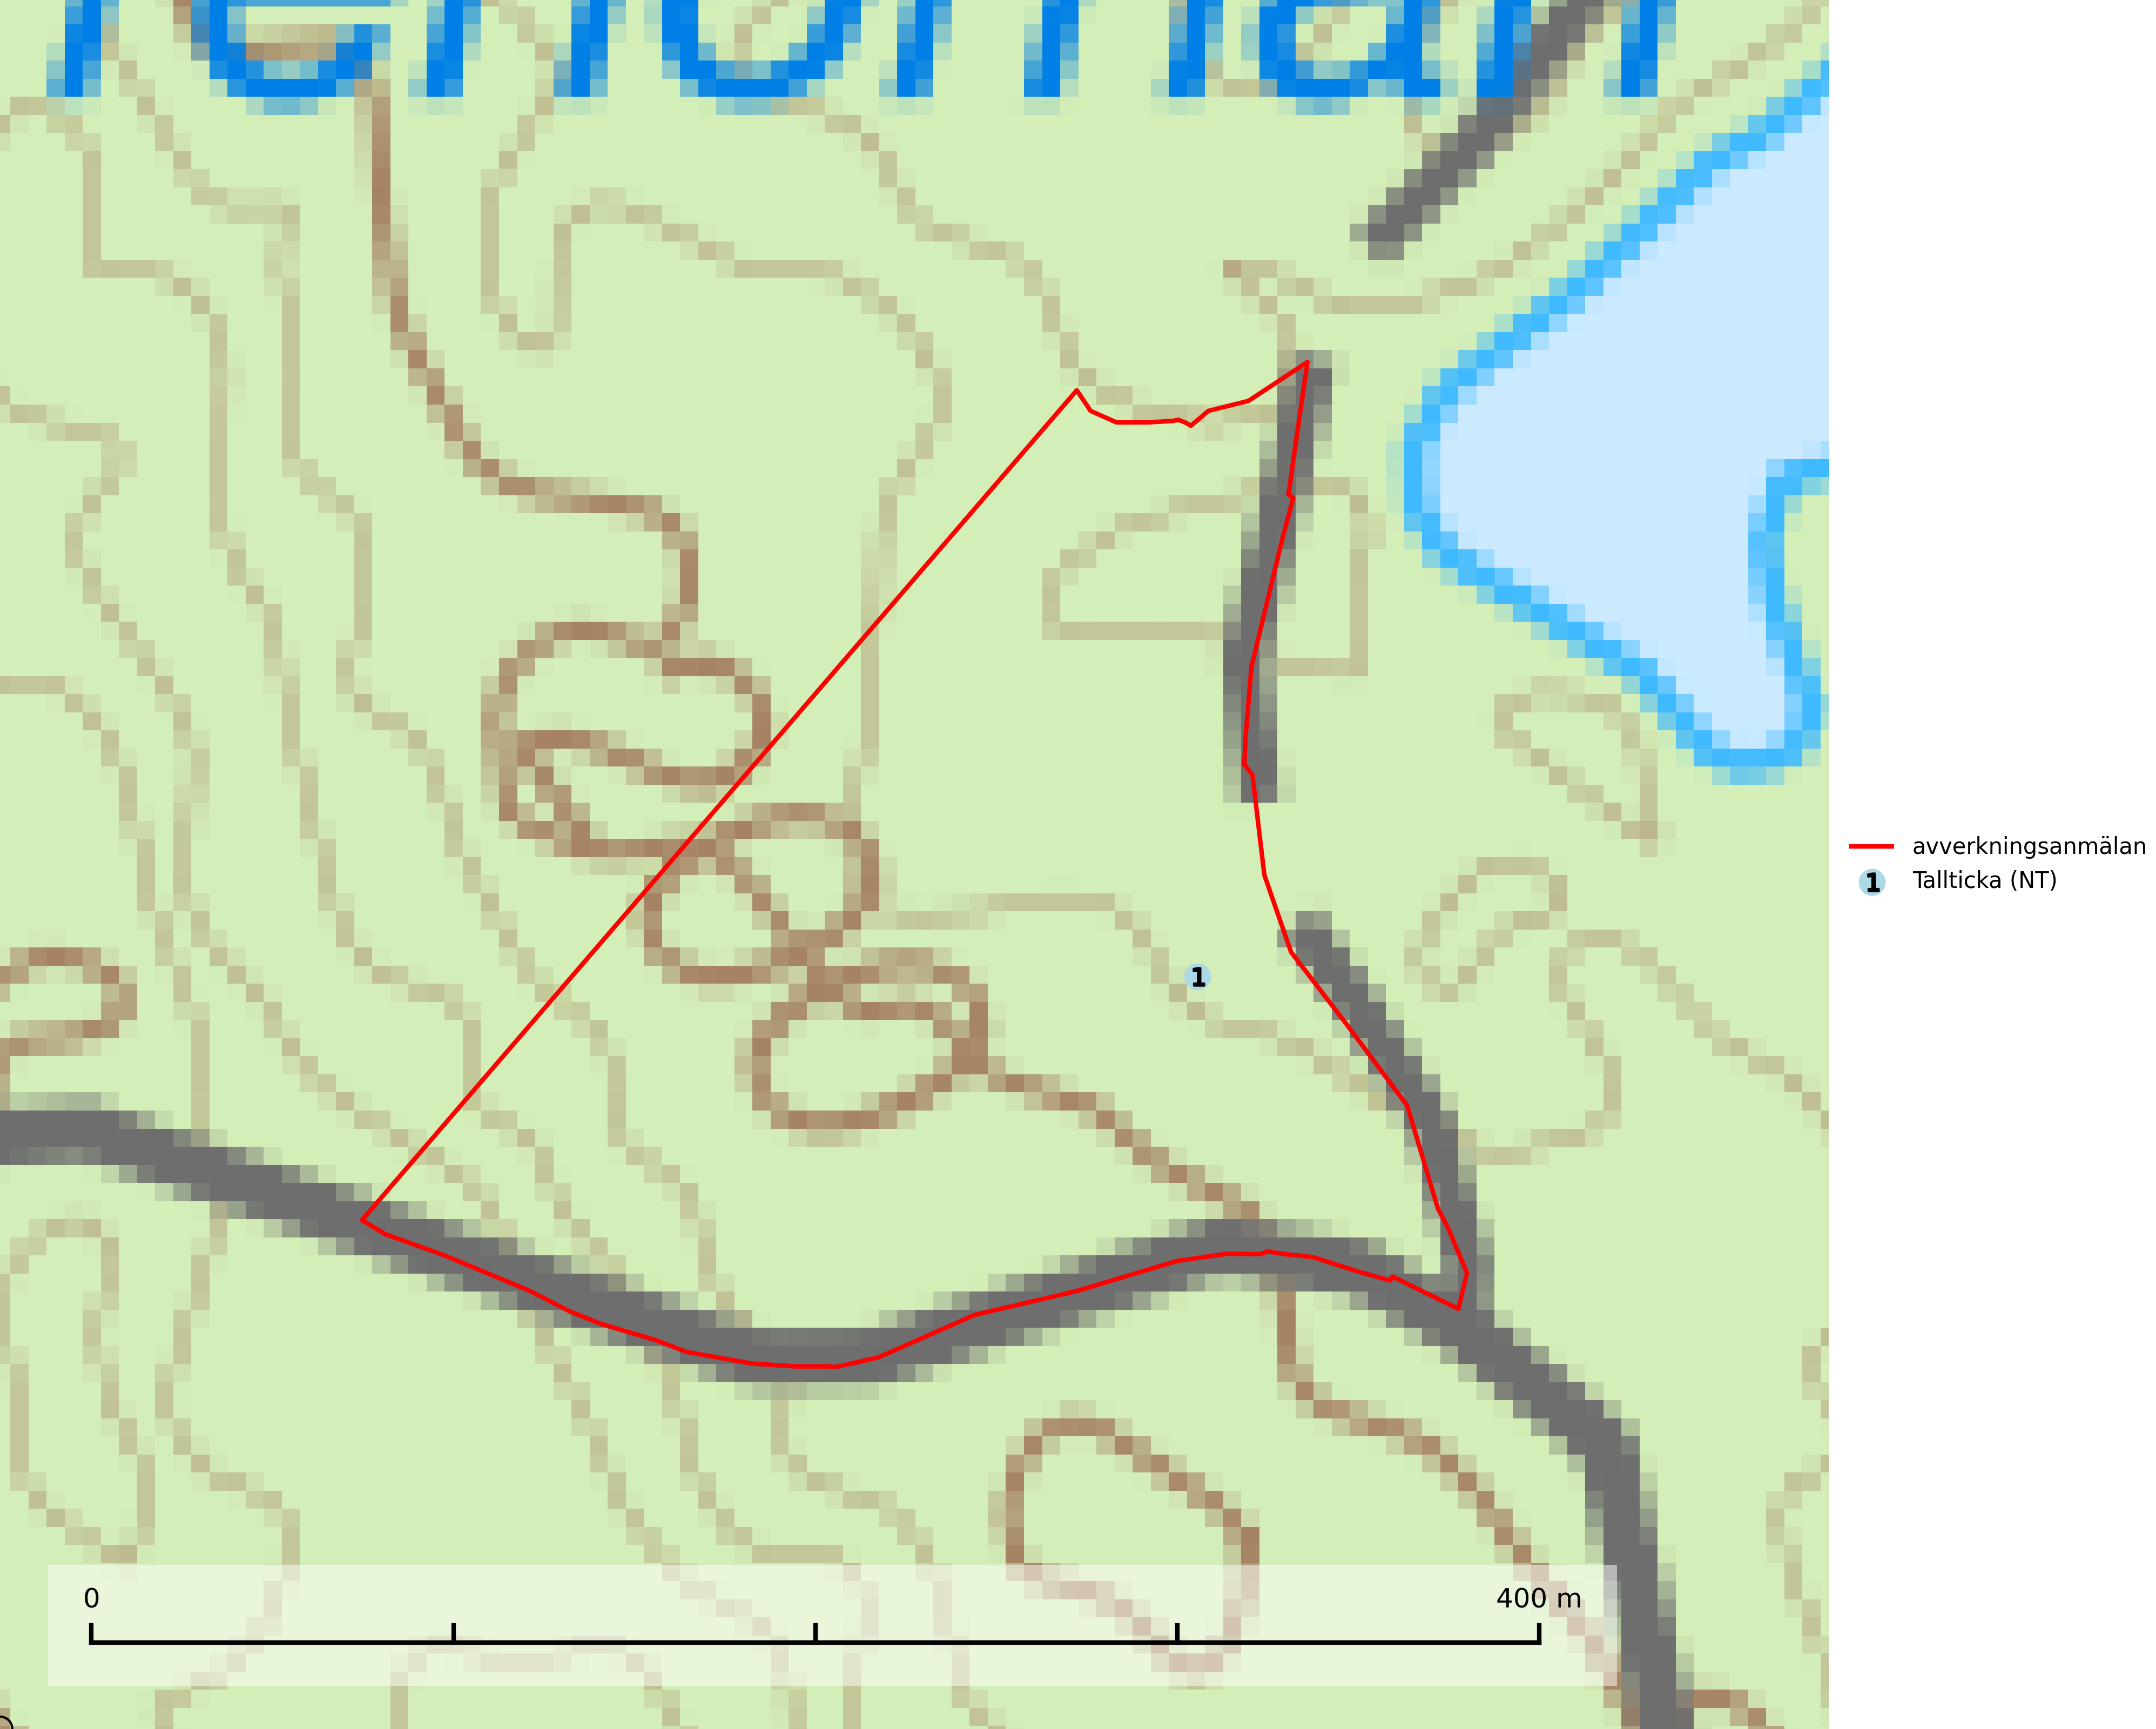 avverkningsanmälan
1 Tallticka (NT)
1
0 400 m